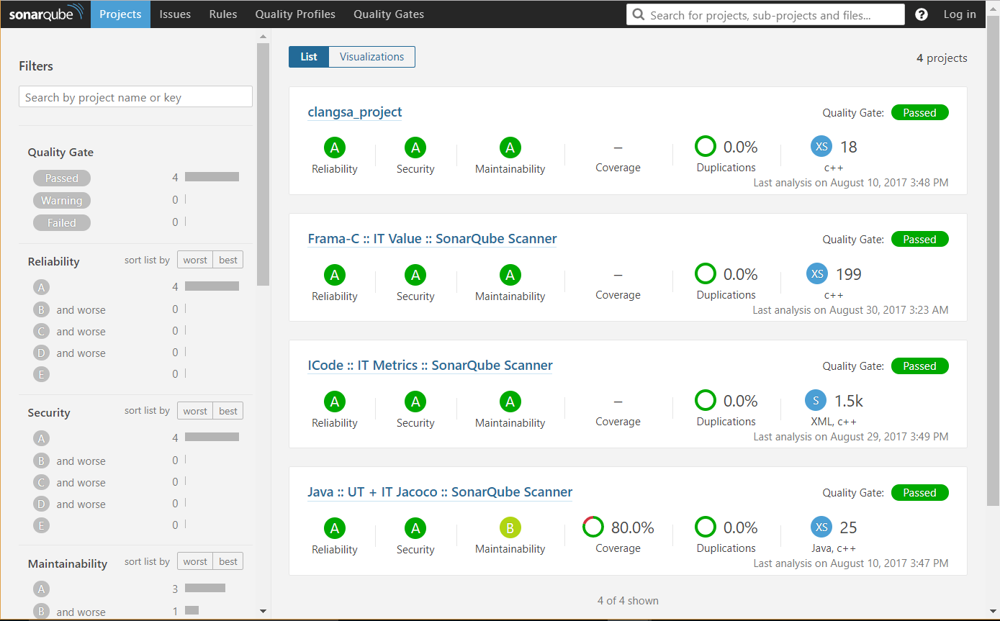 sonarqube Projects Issues Rules Quality Profiles Quality Gates Search for projects, sub-projects and files... ? Log in
Filters
Search by project name or key
Quality Gate
Passed 4
Warning 0
Failed 0
Reliability sort list by worst best
A 4
B and worse 0
C and worse 0
D and worse 0
E 0
Security sort list by worst best
A 4
B and worse 0
C and worse 0
D and worse 0
E 0
Maintainability sort list by worst best
A 3
B and worse 1
List Visualizations 4 projects
clangsa_project Quality Gate: Passed
A A A – 0.0% XS 18
Reliability Security Maintainability Coverage Duplications c++
Last analysis on August 10, 2017 3:48 PM
Frama-C :: IT Value :: SonarQube Scanner Quality Gate: Passed
A A A – 0.0% XS 199
Reliability Security Maintainability Coverage Duplications c++
Last analysis on August 30, 2017 3:23 AM
ICode :: IT Metrics :: SonarQube Scanner Quality Gate: Passed
A A A – 0.0% S 1.5k
Reliability Security Maintainability Coverage Duplications XML, c++
Last analysis on August 29, 2017 3:49 PM
Java :: UT + IT Jacoco :: SonarQube Scanner Quality Gate: Passed
A A B 80.0% 0.0% XS 25
Reliability Security Maintainability Coverage Duplications Java, c++
Last analysis on August 10, 2017 3:47 PM
4 of 4 shown